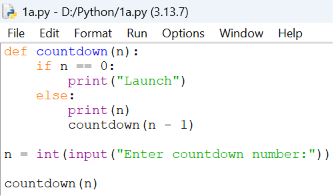 1a.py - D:/Python/1a.py (3.13.7)
File Edit Format Run Options Window Help
def countdown(n):
    if n == 0:
        print("Launch")
    else:
        print(n)
        countdown(n - 1)

n = int(input("Enter countdown number:"))

countdown(n)